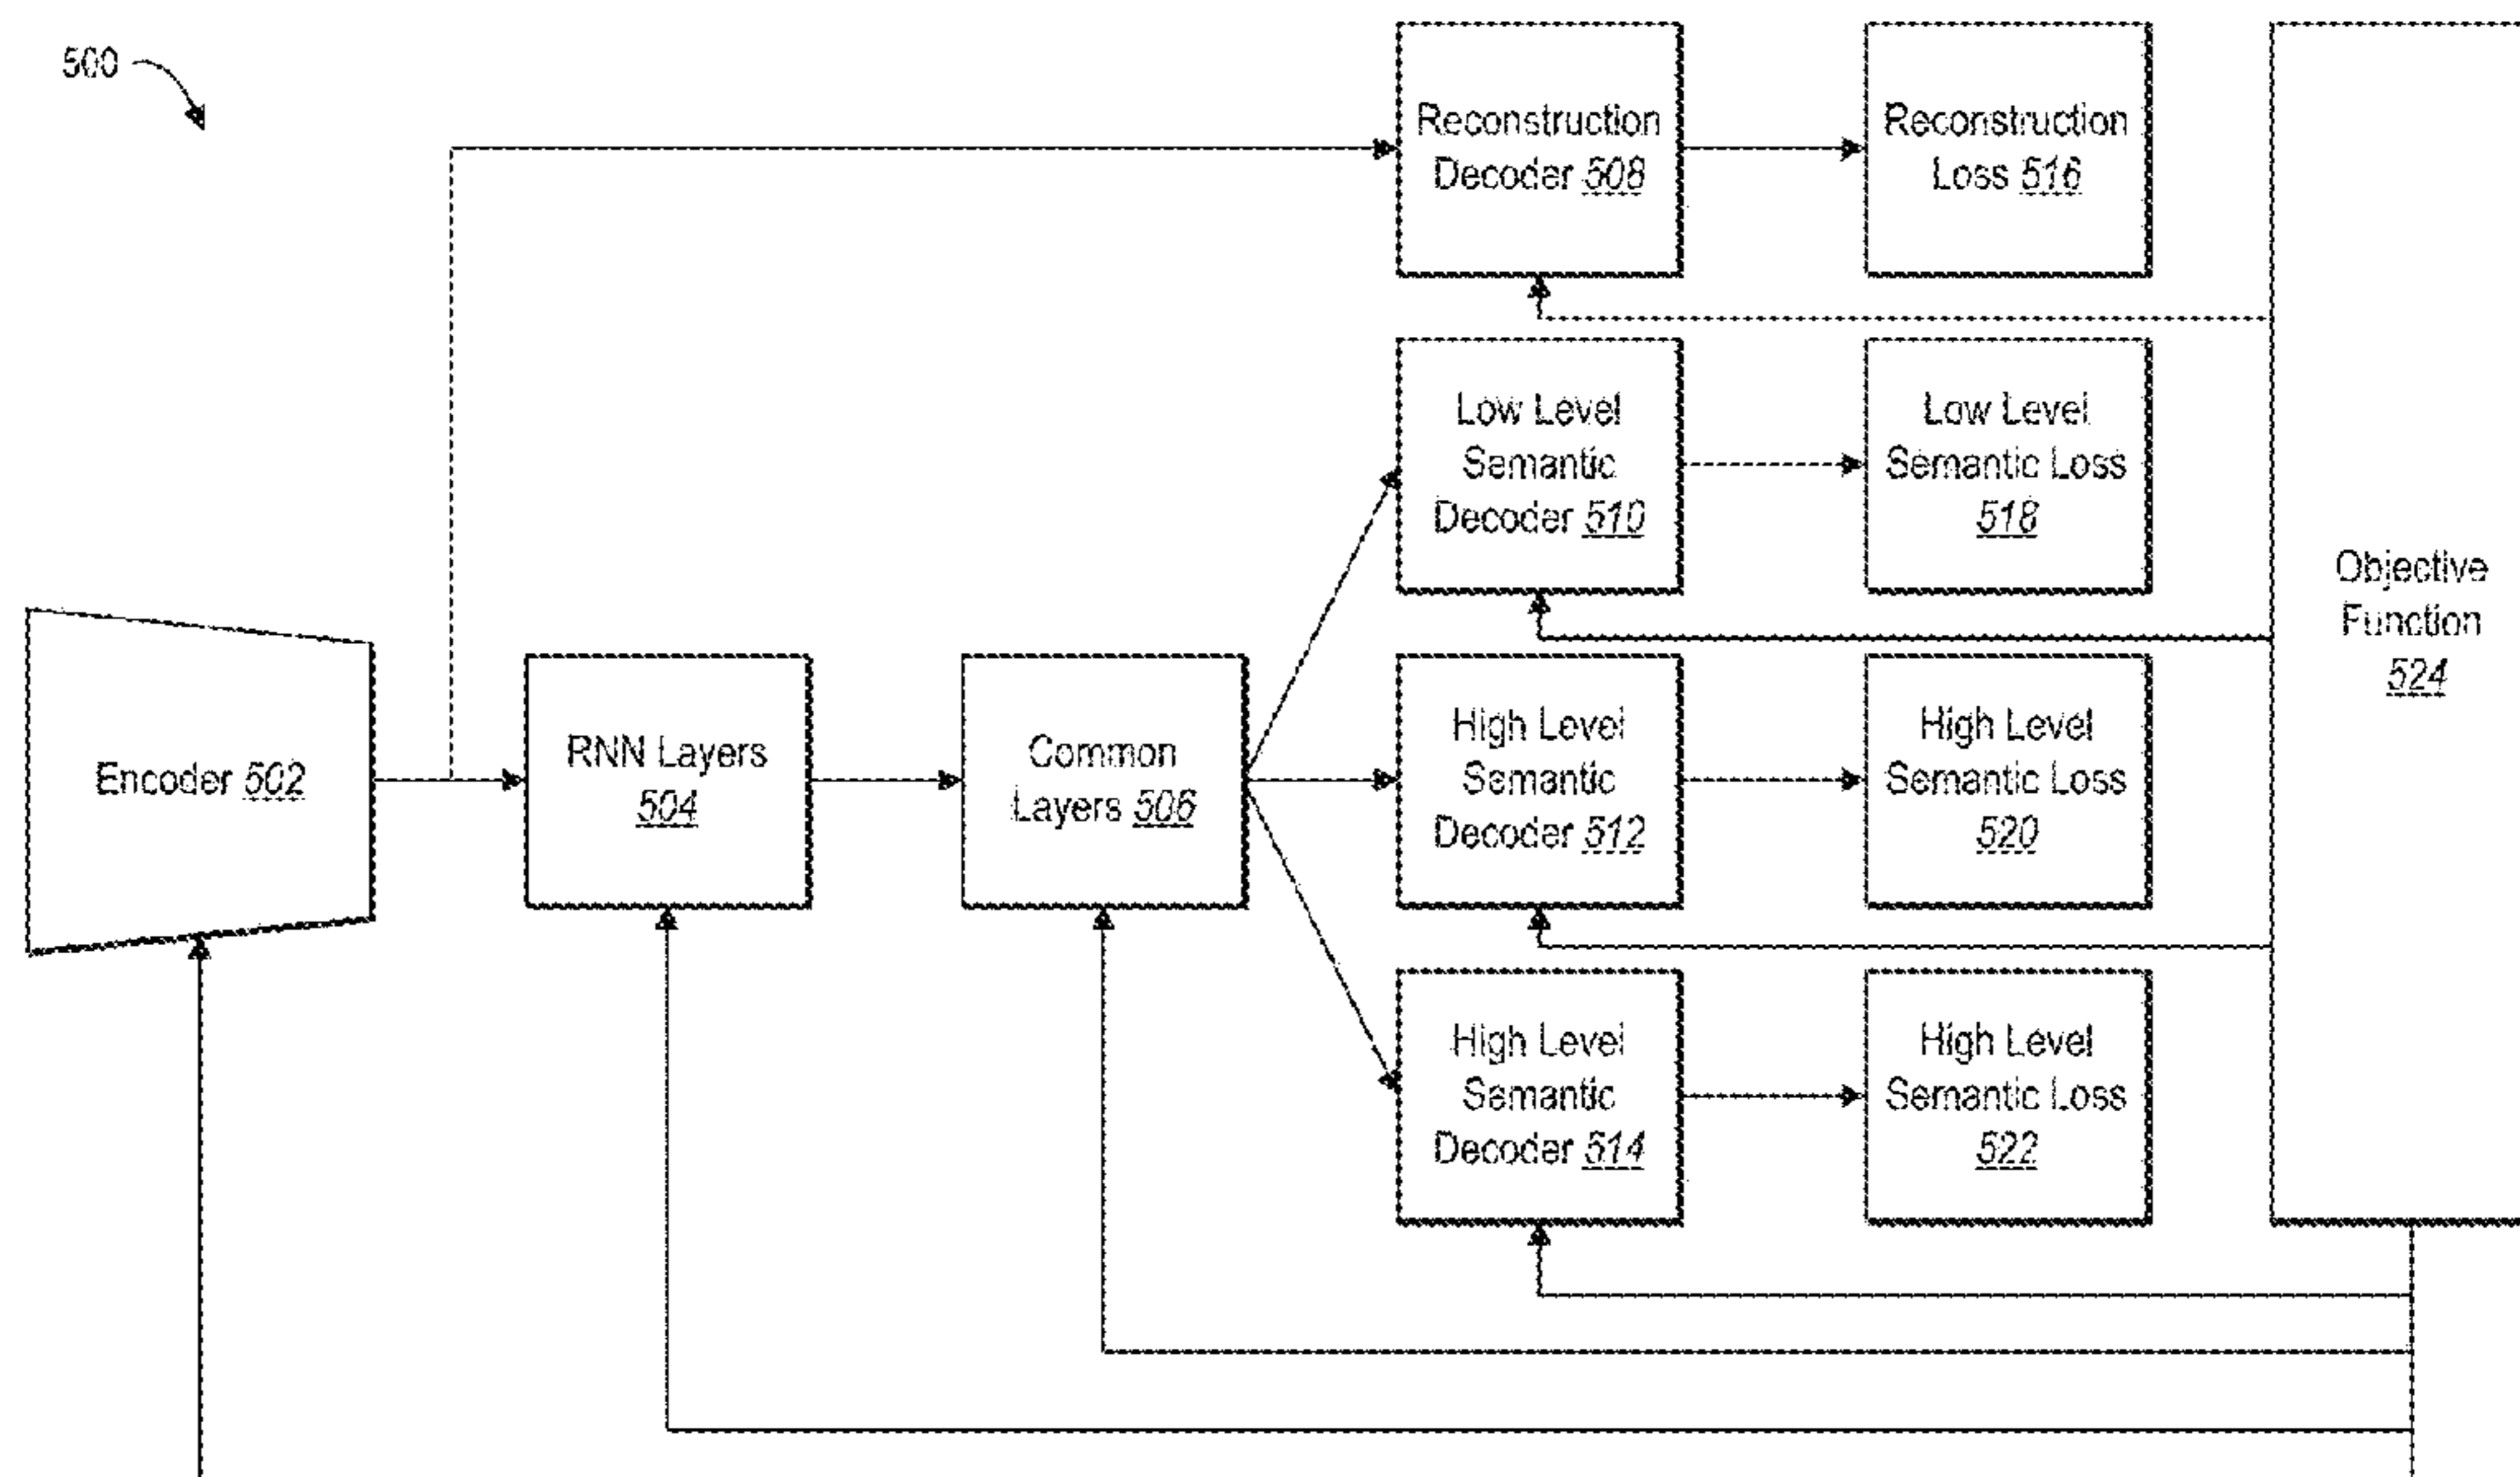 500
Reconstruction
Decoder 508
Reconstruction
Loss 516
Low Level
Semantic
Decoder 510
Low Level
Semantic Loss
518
Objective
Function
524
Encoder 502
RNN Layers
504
Common
Layers 506
High Level
Semantic
Decoder 512
High Level
Semantic Loss
520
High Level
Semantic
Decoder 514
High Level
Semantic Loss
522